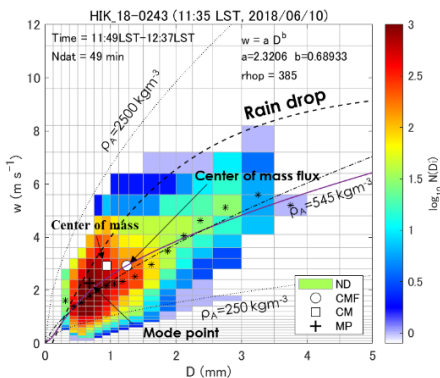 HIK_18-0243 (11:35 LST, 2018/06/10)
Time = 11:49LST-12:37LST
Ndat = 49 min
w = a D^b
a=2.3206 b=0.68933
rhop = 385
ρA=2500 kgm-3
Rain drop
Center of mass flux
Center of mass
ρA=545 kgm-3
ρA=250 kgm-3
Mode point
ND
CMF
CM
MP
w (m s-1)
12
10
8
6
4
2
0
0 1 2 3 4 5
D (mm)
3
2.5
2
1.5
1
0.5
0
log10 N(Di)